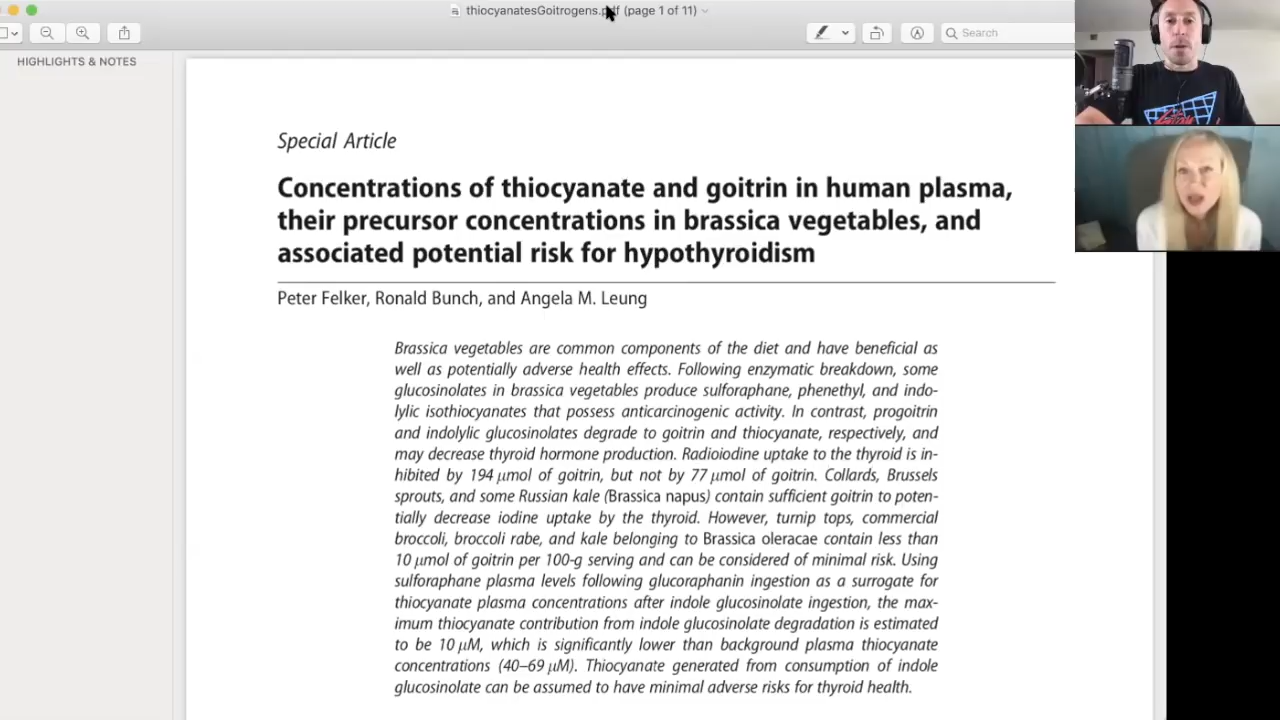 thiocyanatesGoitrogens.pdf (page 1 of 11)
Search
HIGHLIGHTS & NOTES
Special Article
Concentrations of thiocyanate and goitrin in human plasma,
their precursor concentrations in brassica vegetables, and
associated potential risk for hypothyroidism
Peter Felker, Ronald Bunch, and Angela M. Leung
Brassica vegetables are common components of the diet and have beneficial as
well as potentially adverse health effects. Following enzymatic breakdown, some
glucosinolates in brassica vegetables produce sulforaphane, phenethyl, and indo-
lylic isothiocyanates that possess anticarcinogenic activity. In contrast, progoitrin
and indolylic glucosinolates degrade to goitrin and thiocyanate, respectively, and
may decrease thyroid hormone production. Radioiodine uptake to the thyroid is in-
hibited by 194 μmol of goitrin, but not by 77 μmol of goitrin. Collards, Brussels
sprouts, and some Russian kale (Brassica napus) contain sufficient goitrin to poten-
tially decrease iodine uptake by the thyroid. However, turnip tops, commercial
broccoli, broccoli rabe, and kale belonging to Brassica oleracae contain less than
10 μmol of goitrin per 100-g serving and can be considered of minimal risk. Using
sulforaphane plasma levels following glucoraphanin ingestion as a surrogate for
thiocyanate plasma concentrations after indole glucosinolate ingestion, the max-
imum thiocyanate contribution from indole glucosinolate degradation is estimated
to be 10 μM, which is significantly lower than background plasma thiocyanate
concentrations (40–69 μM). Thiocyanate generated from consumption of indole
glucosinolate can be assumed to have minimal adverse risks for thyroid health.